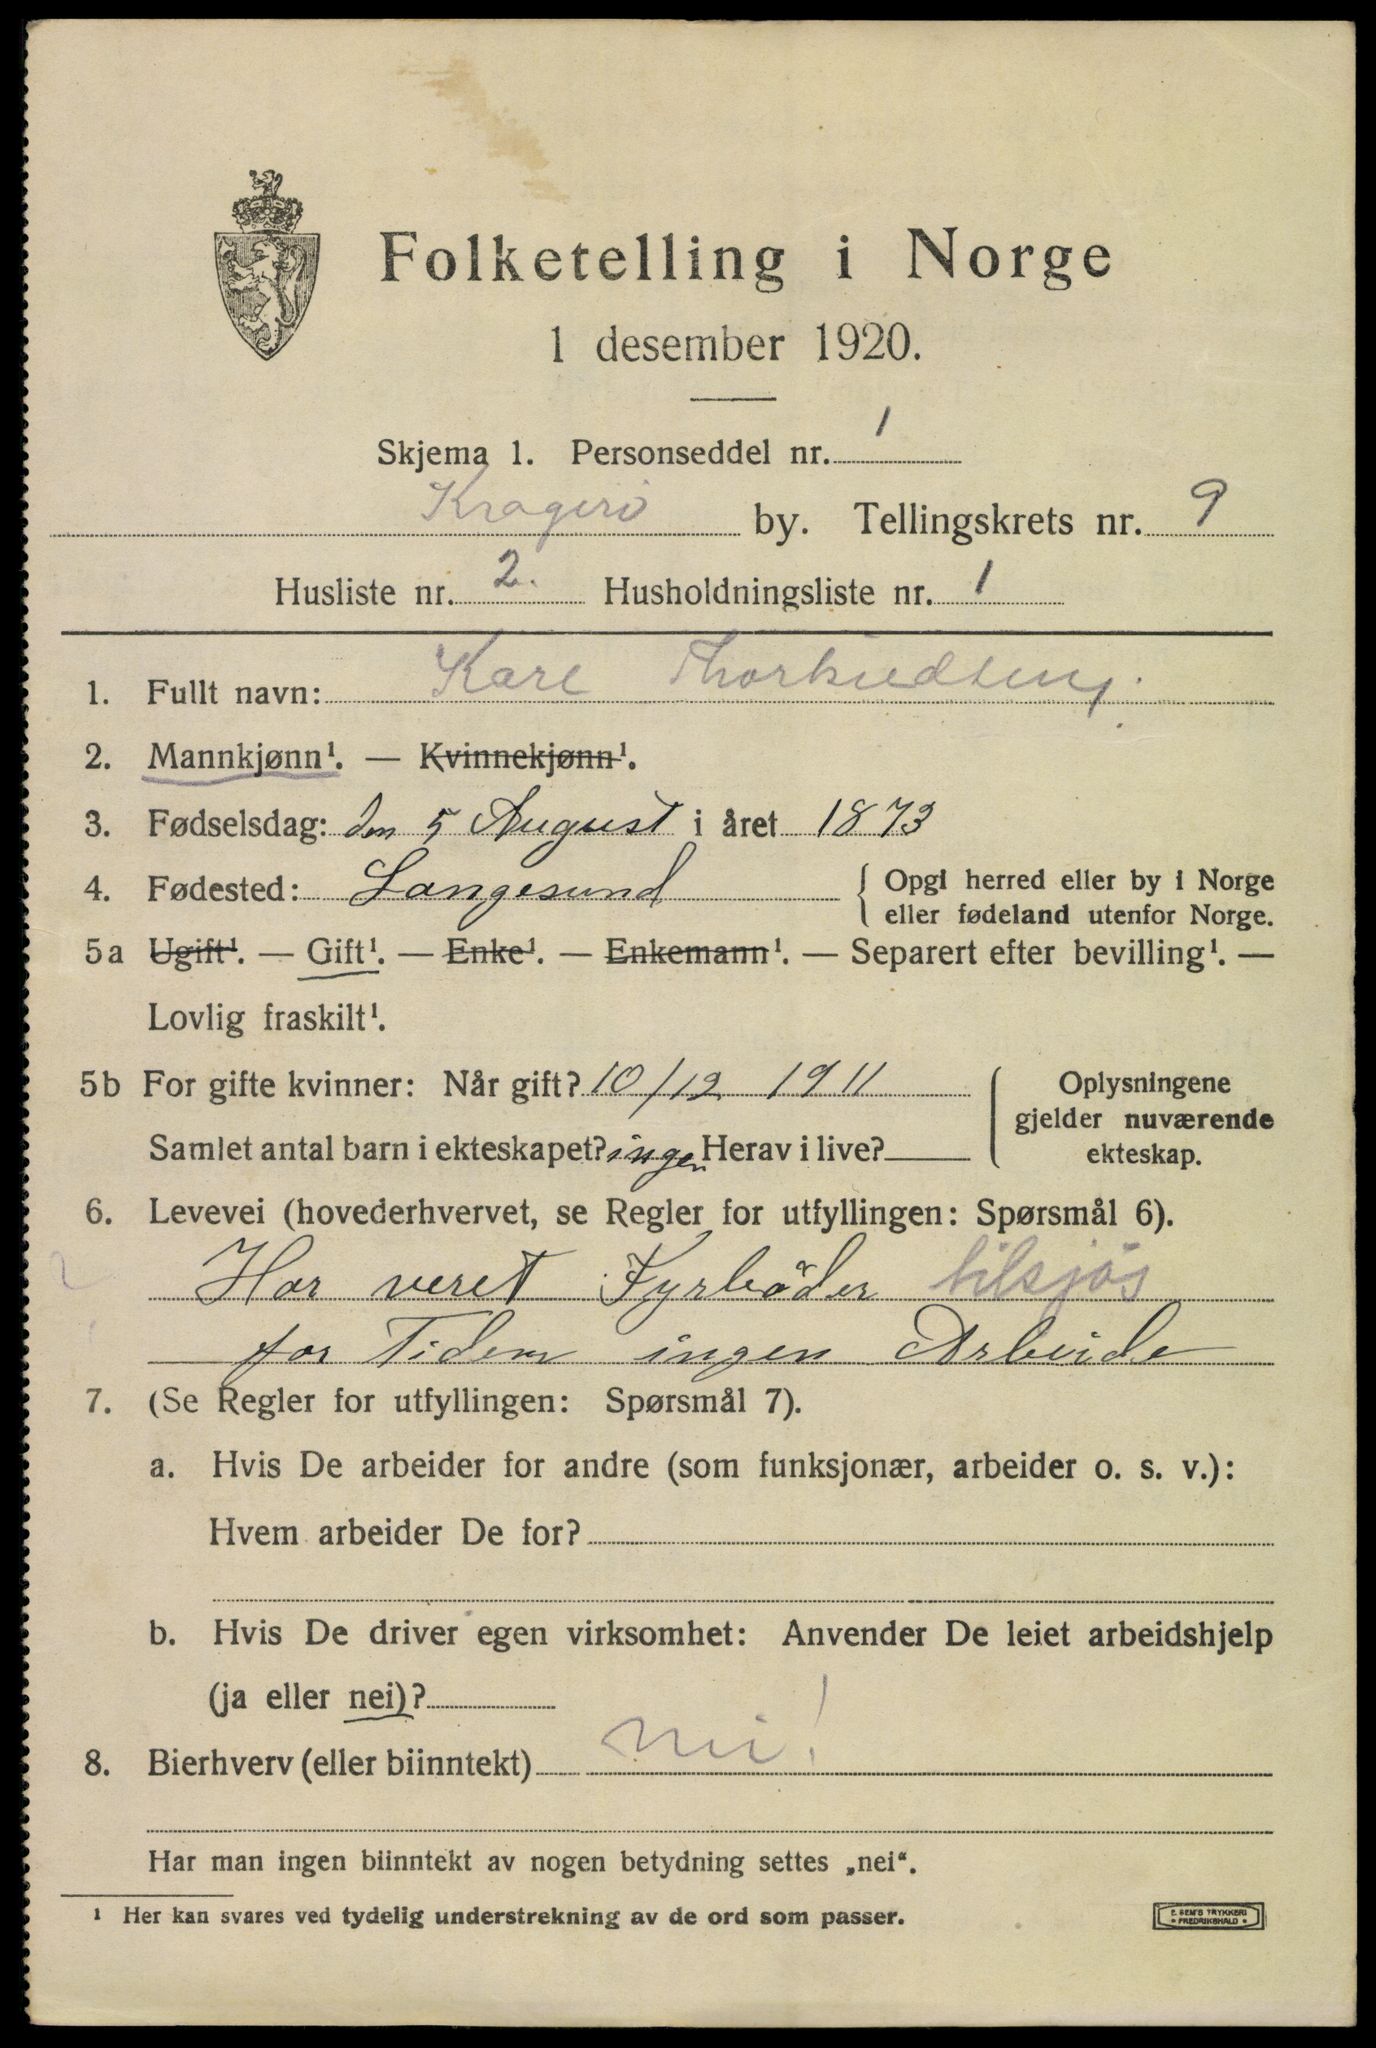 Folketelling i Norge
1 desember 1920.
Skjema 1. Personseddel nr. 1
Kragerö by. Tellingskrets nr. 9
Husliste nr. 2. Husholdningsliste nr. 1
1. Fullt navn: Karl
2. Mannkjønn¹. — Kvinnekjønn¹.
3. Fødselsdag: den 5 August i året 1873
4. Fødested: Langesund { Opgi herred eller by i Norge
eller fødeland utenfor Norge.
5a Ugift¹. — Gift¹. — Enke¹. — Enkemann¹. — Separert efter bevilling¹. —
Lovlig fraskilt¹.
5b For gifte kvinner: Når gift? 10/12 1911
Samlet antal barn i ekteskapet? ingen Herav i live?
{ Oplysningene
gjelder nuværende
ekteskap.
6. Levevei (hovederhvervet, se Regler for utfyllingen: Spørsmål 6).
Har veret Fyrböder tilsjös
for Tiden ingen Arbeide
7. (Se Regler for utfyllingen: Spørsmål 7).
a. Hvis De arbeider for andre (som funksjonær, arbeider o. s. v.):
Hvem arbeider De for?
b. Hvis De driver egen virksomhet: Anvender De leiet arbeidshjelp
(ja eller nei)?
8. Bierhverv (eller biinntekt) nei!
Har man ingen biinntekt av nogen betydning settes „nei“.
¹ Her kan svares ved tydelig understrekning av de ord som passer.
E. SEM'S TRYKKERI
• FREDRIKSHALD •